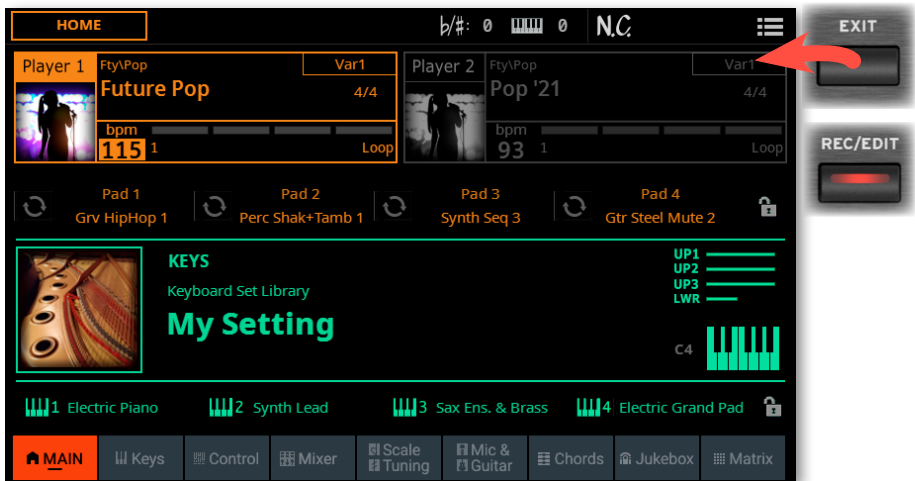 HOME
b/#: 0
0
N.C.
EXIT
Player 1
Fty\Pop
Var1
Future Pop
4/4
bpm
115
1
Loop
Player 2
Fty\Pop
Var1
Pop '21
4/4
bpm
93
1
Loop
REC/EDIT
Pad 1
Grv HipHop 1
Pad 2
Perc Shak+Tamb 1
Pad 3
Synth Seq 3
Pad 4
Gtr Steel Mute 2
KEYS
Keyboard Set Library
My Setting
UP1
UP2
UP3
LWR
C4
1 Electric Piano
2 Synth Lead
3 Sax Ens. & Brass
4 Electric Grand Pad
MAIN
Keys
Control
Mixer
Scale
Tuning
Mic &
Guitar
Chords
Jukebox
Matrix